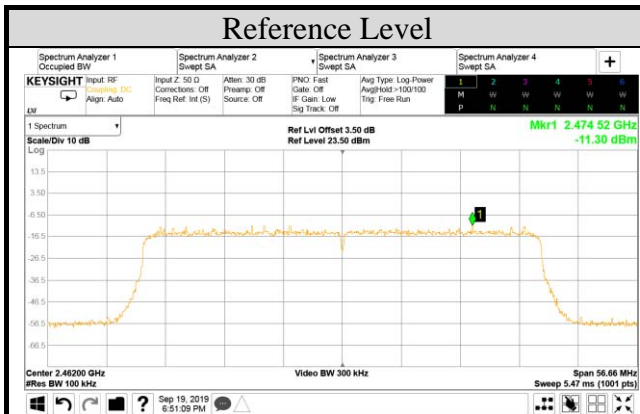 Reference Level
Spectrum Analyzer 1
Occupied BW
Spectrum Analyzer 2
Swept SA
Spectrum Analyzer 3
Swept SA
Spectrum Analyzer 4
Swept SA
KEYSIGHT
Input: RF
Coupling: DC
Align: Auto
Input Z: 50 Ω
Corrections: Off
Freq Ref: Int (S)
Atten: 30 dB
Preamp: Off
Source: Off
PNO: Fast
Gate: Off
IF Gain: Low
Sig Track: Off
Avg Type: Log-Power
Avg|Hold:>100/100
Trig: Free Run
1 2 3 4 5 6
M W W W W W
P N N N N N
LXI
1 Spectrum
Scale/Div 10 dB
Ref Lvl Offset 3.50 dB
Ref Level 23.50 dBm
Mkr1 2.474 52 GHz
-11.30 dBm
Log
13.5
3.50
-6.50
-16.5
-26.5
-36.5
-46.5
-56.5
-66.5
1
Center 2.46200 GHz
#Res BW 100 kHz
Video BW 300 kHz
Span 56.66 MHz
Sweep 5.47 ms (1001 pts)
Sep 19, 2019
6:51:09 PM